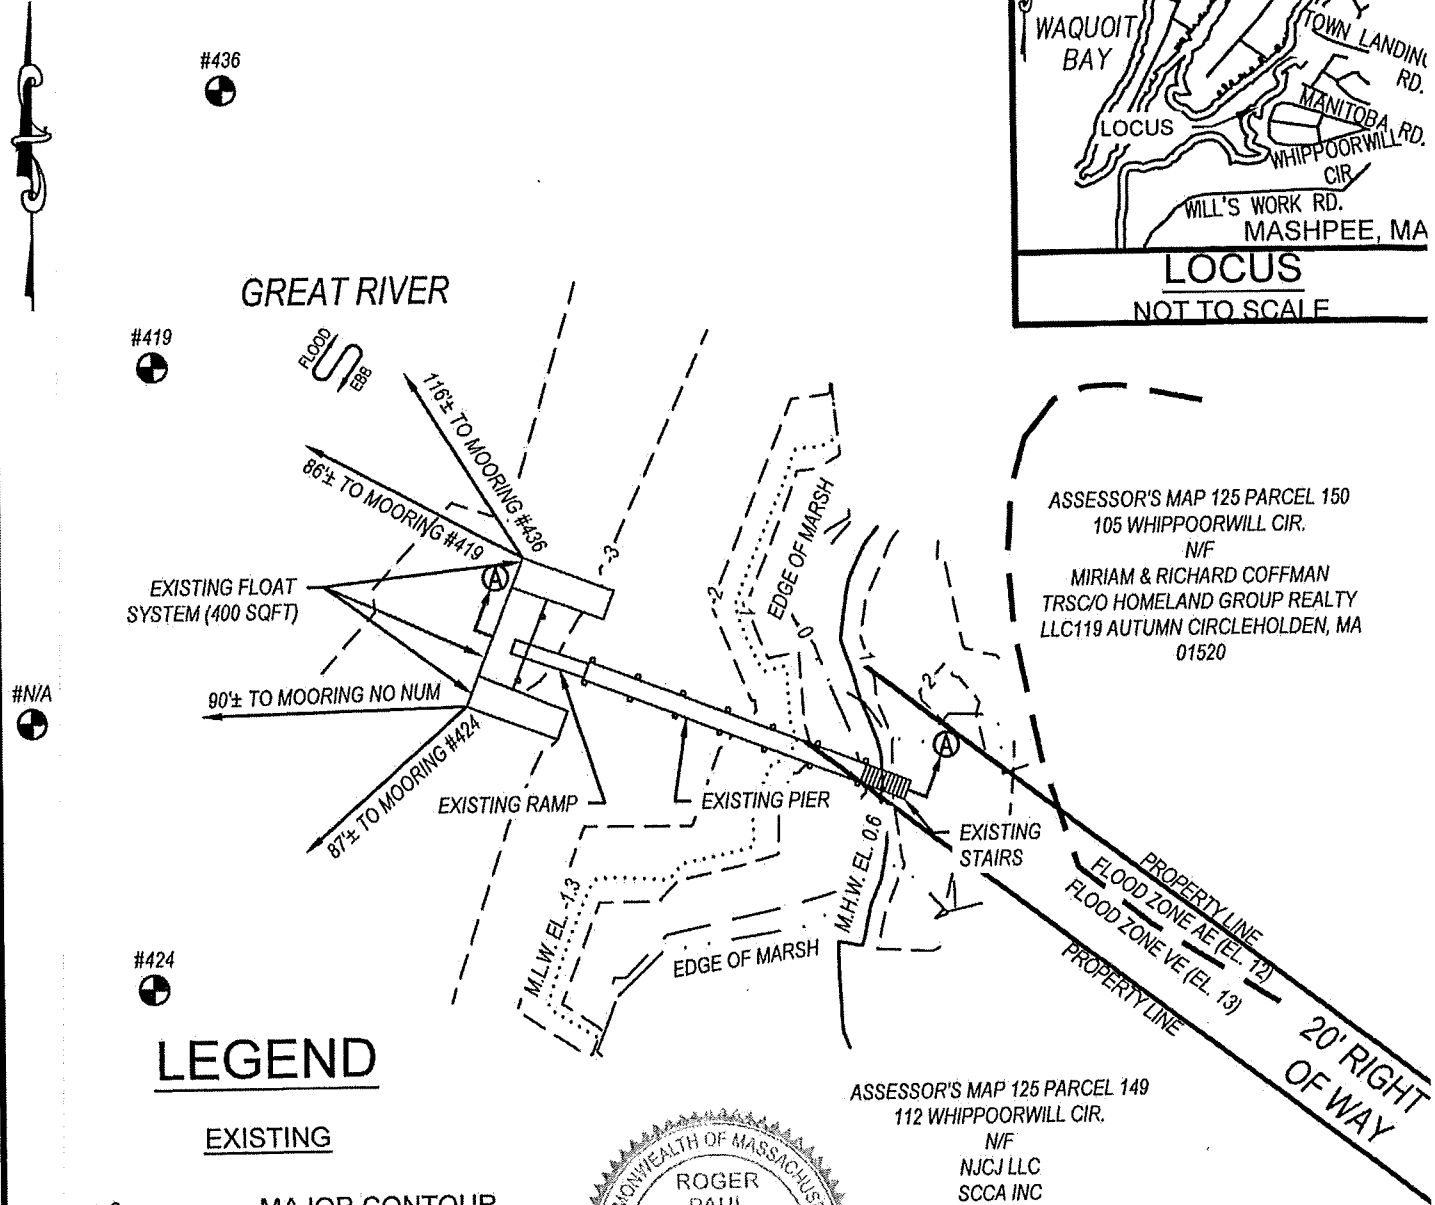 #436
WAQUOIT
BAY
TOWN LANDING
RD.
MANITOBA RD.
LOCUS
WHIPPOORWILL
CIR.
WILL'S WORK RD.
MASHPEE, MA
LOCUS
NOT TO SCALE
GREAT RIVER
#419
FLOOD
EBB
116'± TO MOORING #436
86'± TO MOORING #419
EXISTING FLOAT
SYSTEM (400 SQFT)
A
-3
-2
EDGE OF MARSH
0
1
2
ASSESSOR'S MAP 125 PARCEL 150
105 WHIPPOORWILL CIR.
N/F
MIRIAM & RICHARD COFFMAN
TRSC/O HOMELAND GROUP REALTY
LLC119 AUTUMN CIRCLEHOLDEN, MA
01520
#N/A
90'± TO MOORING NO NUM
87'± TO MOORING #424
A
EXISTING RAMP
EXISTING PIER
EXISTING
STAIRS
M.H.W. EL. 0.6
M.L.W. EL. -1.3
EDGE OF MARSH
PROPERTY LINE
FLOOD ZONE AE (EL. 12)
FLOOD ZONE VE (EL. 13)
PROPERTY LINE
20' RIGHT
OF WAY
#424
LEGEND
EXISTING
MAJOR CONTOUR
ASSESSOR'S MAP 125 PARCEL 149
112 WHIPPOORWILL CIR.
N/F
NJCJ LLC
SCCA INC
MONWEALTH OF MASSACHUS
ROGER
PAUL